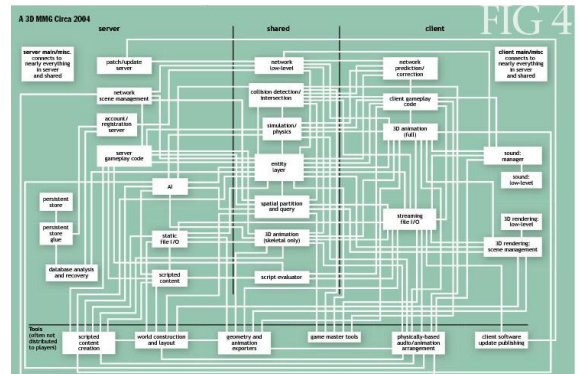 A 3D MMG Circa 2004
FIG 4
server
shared
client
server main/misc.
connects to
nearly everything
in server
and shared
patch/update
server
network
low-level
network
prediction/
correction
client main/misc
connects to
nearly everything
in server
and shared
network
scene management
collision detection/
intersection
client gameplay
code
account/
registration
server
simulation/
physics
3D animation
(full)
server
gameplay code
entity
layer
sound:
manager
AI
sound:
low-level
persistent
store
spatial partition
and query
streaming
file I/O
3D rendering:
low-level
persistent
store
glue
static
file I/O
3D animation
(skeletal only)
3D rendering:
scene management
database analysis
and recovery
scripted
content
script evaluator
Tools
(often not
distributed
to players)
scripted
content
creation
world construction
and layout
geometry and
animation
exporters
game master tools
physically-based
audio/animation
arrangement
client software
update publishing